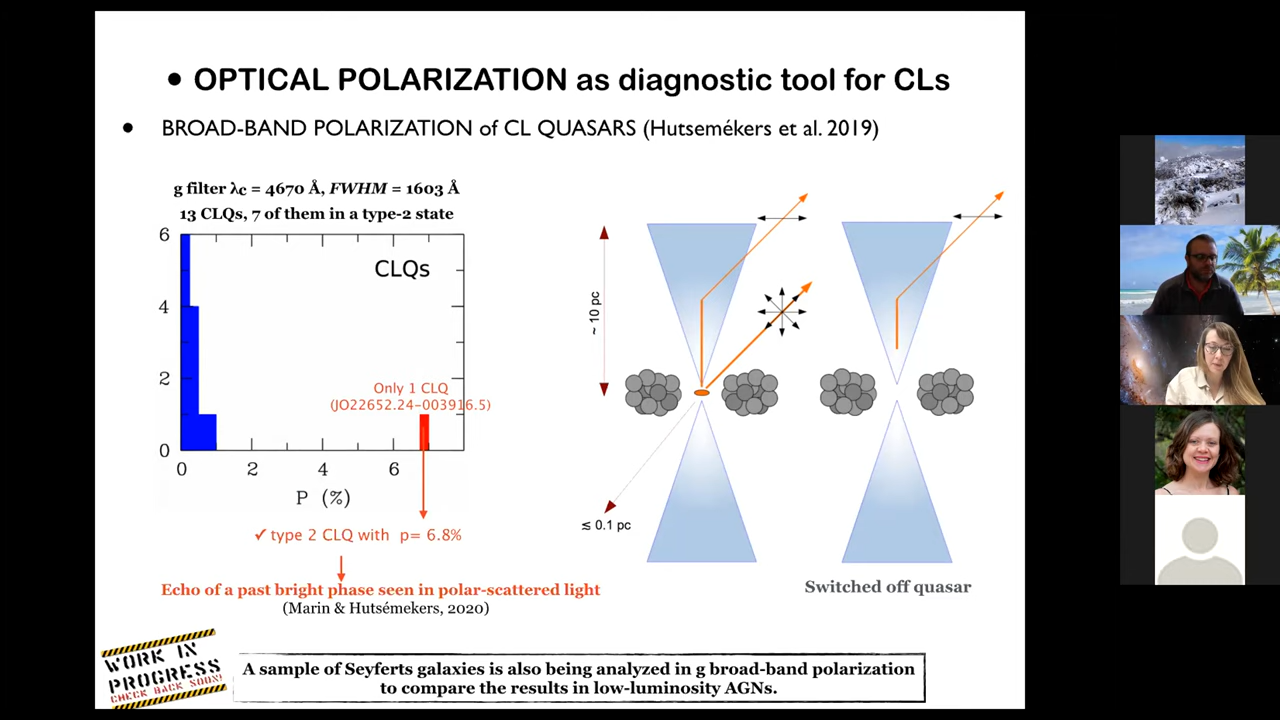 • OPTICAL POLARIZATION as diagnostic tool for CLs
• BROAD-BAND POLARIZATION of CL QUASARS (Hutsemékers et al. 2019)
g filter λc = 4670 Å, FWHM = 1603 Å
13 CLQs, 7 of them in a type-2 state
6
4
2
0
CLQs
Only 1 CLQ
(JO22652.24-003916.5)
0 2 4 6
P (%)
✓ type 2 CLQ with p= 6.8%
Echo of a past bright phase seen in polar-scattered light
(Marin & Hutsémekers, 2020)
~ 10 pc
≲ 0.1 pc
Switched off quasar
WORK IN
PROGRESS
CHECK BACK SOON!
A sample of Seyferts galaxies is also being analyzed in g broad-band polarization
to compare the results in low-luminosity AGNs.